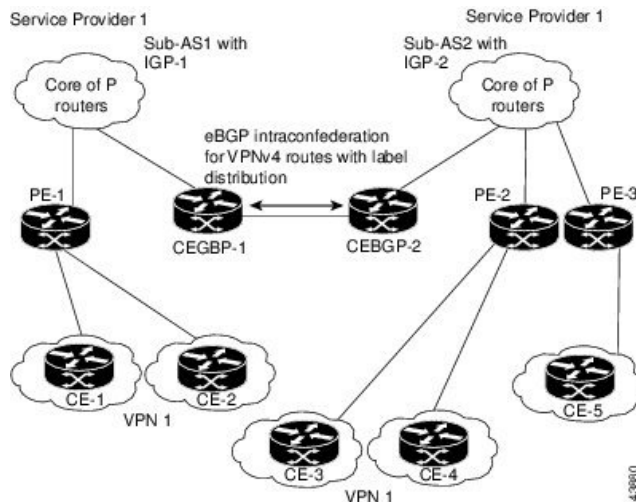 Service Provider 1
Service Provider 1
Sub-AS1 with
IGP-1
Sub-AS2 with
IGP-2
Core of P
routers
Core of P
routers
eBGP intraconfederation
for VPNv4 routes with label
distribution
PE-1
CEGBP-1
CEBGP-2
PE-2
PE-3
CE-1
CE-2
VPN 1
CE-3
CE-4
VPN 1
CE-5
43880